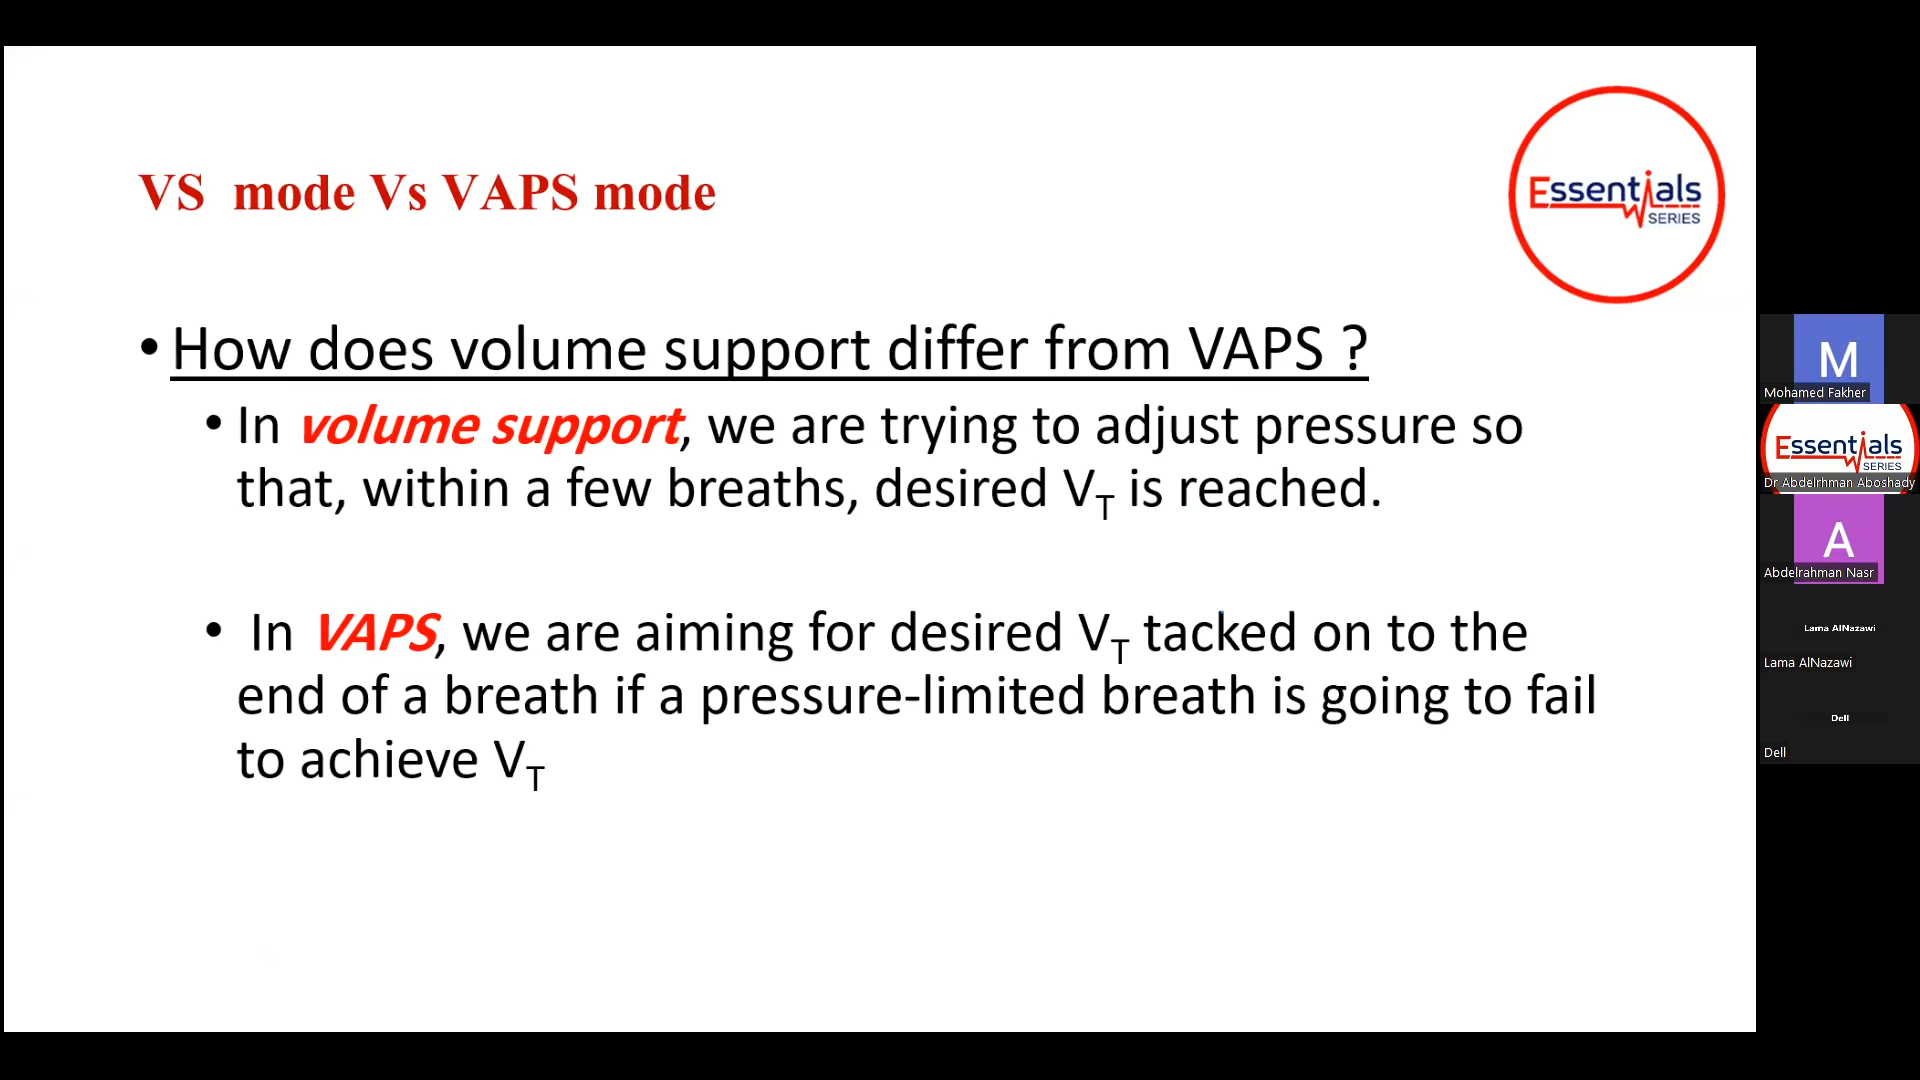 VS mode Vs VAPS mode
Essentials
SERIES
• How does volume support differ from VAPS ?
• In volume support, we are trying to adjust pressure so
that, within a few breaths, desired VT is reached.
• In VAPS, we are aiming for desired VT tacked on to the
end of a breath if a pressure-limited breath is going to fail
to achieve VT
M
Mohamed Fakher
Essentials
SERIES
Dr Abdelrhman Aboshady
A
Abdelrahman Nasr
Lama AlNazawi
Lama AlNazawi
Dell
Dell